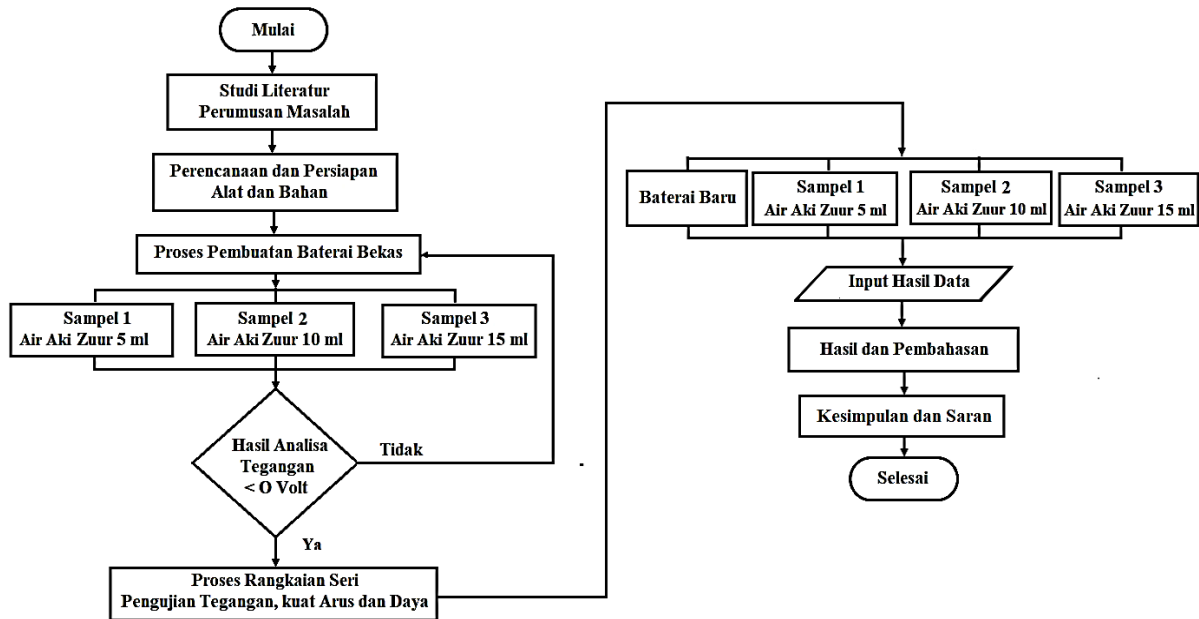 Mulai
Studi Literatur
Perumusan Masalah
Perencanaan dan Persiapan
Alat dan Bahan
Proses Pembuatan Baterai Bekas
Sampel 1
Air Aki Zuur 5 ml
Sampel 2
Air Aki Zuur 10 ml
Sampel 3
Air Aki Zuur 15 ml
Hasil Analisa
Tegangan
< O Volt
Tidak
Ya
Proses Rangkaian Seri
Pengujian Tegangan, kuat Arus dan Daya
Baterai Baru
Sampel 1
Air Aki Zuur 5 ml
Sampel 2
Air Aki Zuur 10 ml
Sampel 3
Air Aki Zuur 15 ml
Input Hasil Data
Hasil dan Pembahasan
Kesimpulan dan Saran
Selesai